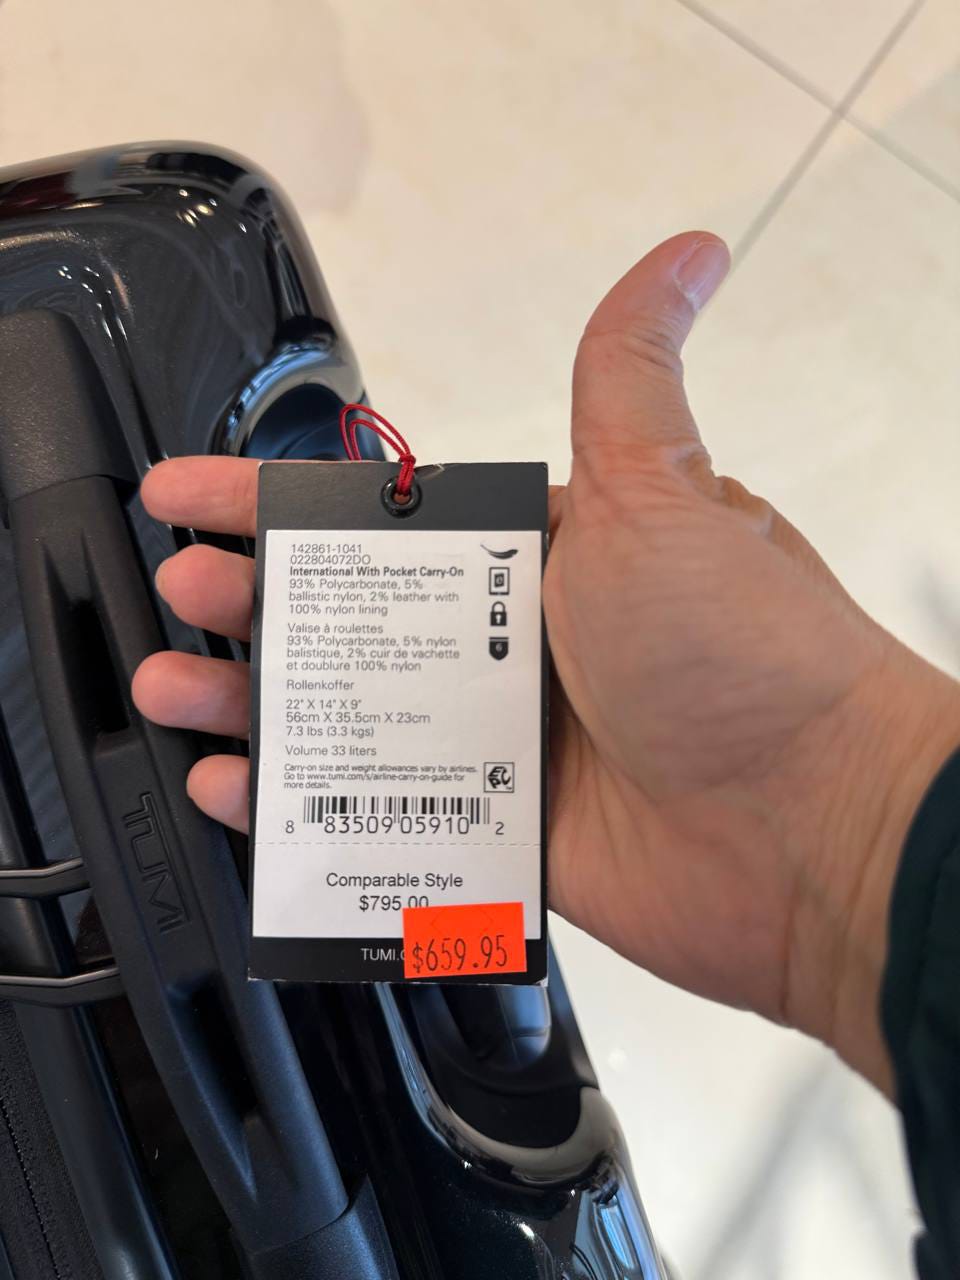 142861-1041
022804072DO
International With Pocket Carry-On
93% Polycarbonate, 5%
ballistic nylon, 2% leather with
100% nylon lining
Valise à roulettes
93% Polycarbonate, 5% nylon
balistique, 2% cuir de vachette
et doublure 100% nylon
Rollenkoffer
22" X 14" X 9"
56cm X 35.5cm X 23cm
7.3 lbs (3.3 kgs)
Volume 33 liters
Carry-on size and weight allowances vary by airlines.
Go to www.tumi.com/s/airline-carry-on-guide for
more details.
8 83509 05910 2
Comparable Style
$795.00
TUMI.
$659.95
TUMI